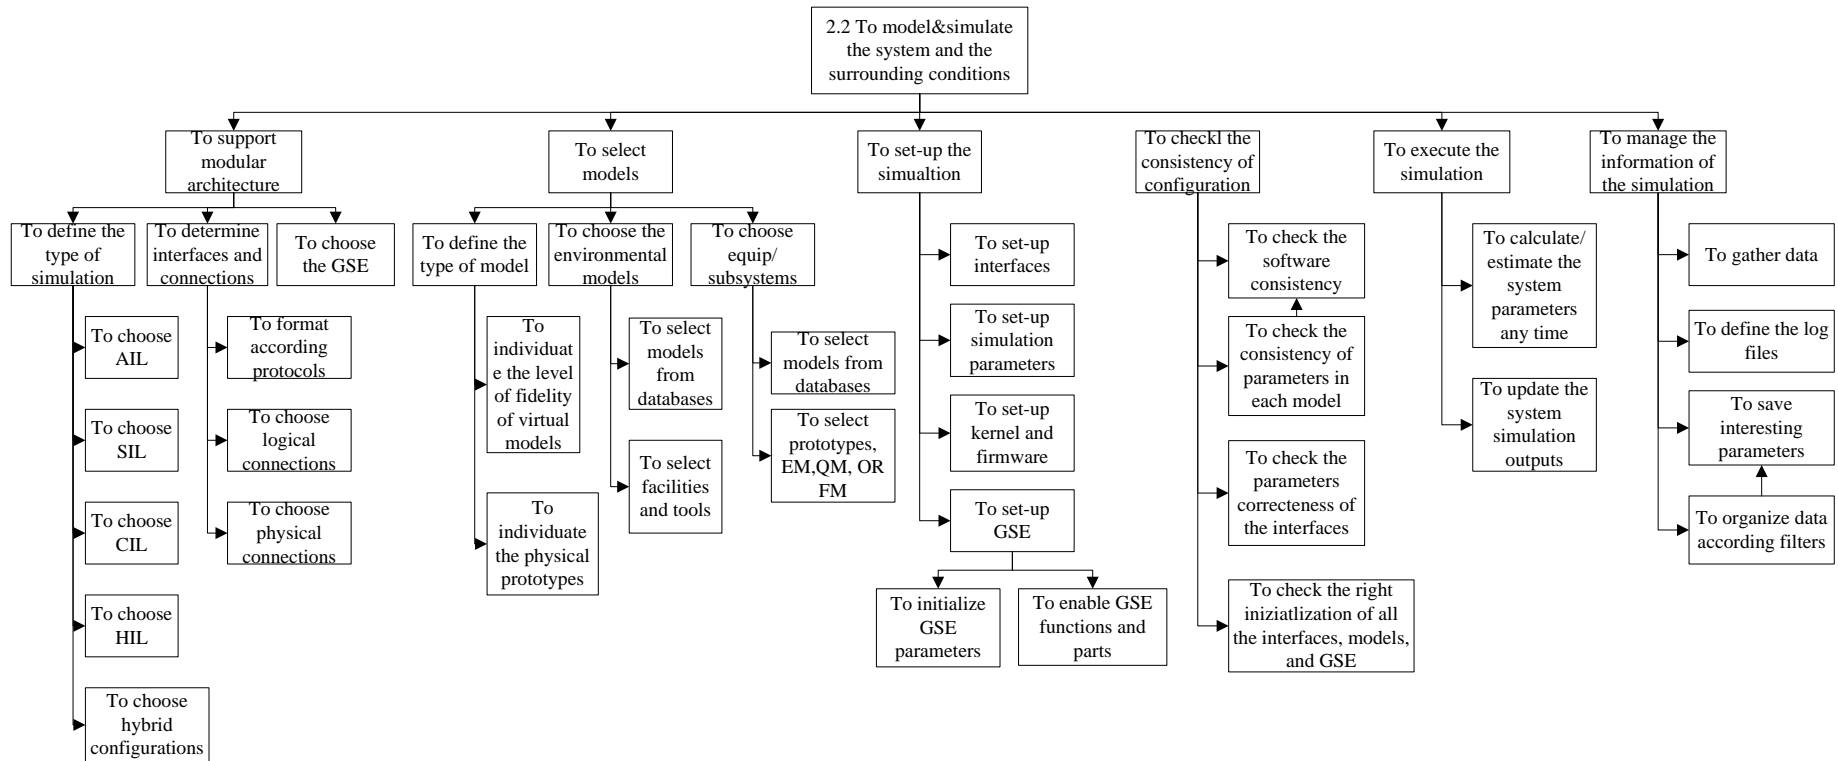 2.2 To model&simulate
the system and the
surrounding conditions
To support
modular
architecture
To select
models
To set-up the
simualtion
To checkl the
consistency of
configuration
To execute the
simulation
To manage the
information of
the simulation
To define the
type of
simulation
To determine
interfaces and
connections
To choose
the GSE
To define the
type of model
To choose the
environmental
models
To choose
equip/
subsystems
To choose
AIL
To choose
SIL
To choose
CIL
To choose
HIL
To choose
hybrid
configurations
To format
according
protocols
To choose
logical
connections
To choose
physical
connections
To
individuat
e the level
of fidelity
of virtual
models
To
individuate
the physical
prototypes
To select
models
from
databases
To select
facilities
and tools
To select
models from
databases
To select
prototypes,
EM,QM, OR
FM
To set-up
interfaces
To set-up
simulation
parameters
To set-up
kernel and
firmware
To set-up
GSE
To initialize
GSE
parameters
To enable GSE
functions and
parts
To check the
software
consistency
To check the
consistency of
parameters in
each model
To check the
parameters
correcteness of
the interfaces
To check the right
iniziatlization of all
the interfaces, models,
and GSE
To calculate/
estimate the
system
parameters
any time
To update the
system
simulation
outputs
To gather data
To define the log
files
To save
interesting
parameters
To organize data
according filters